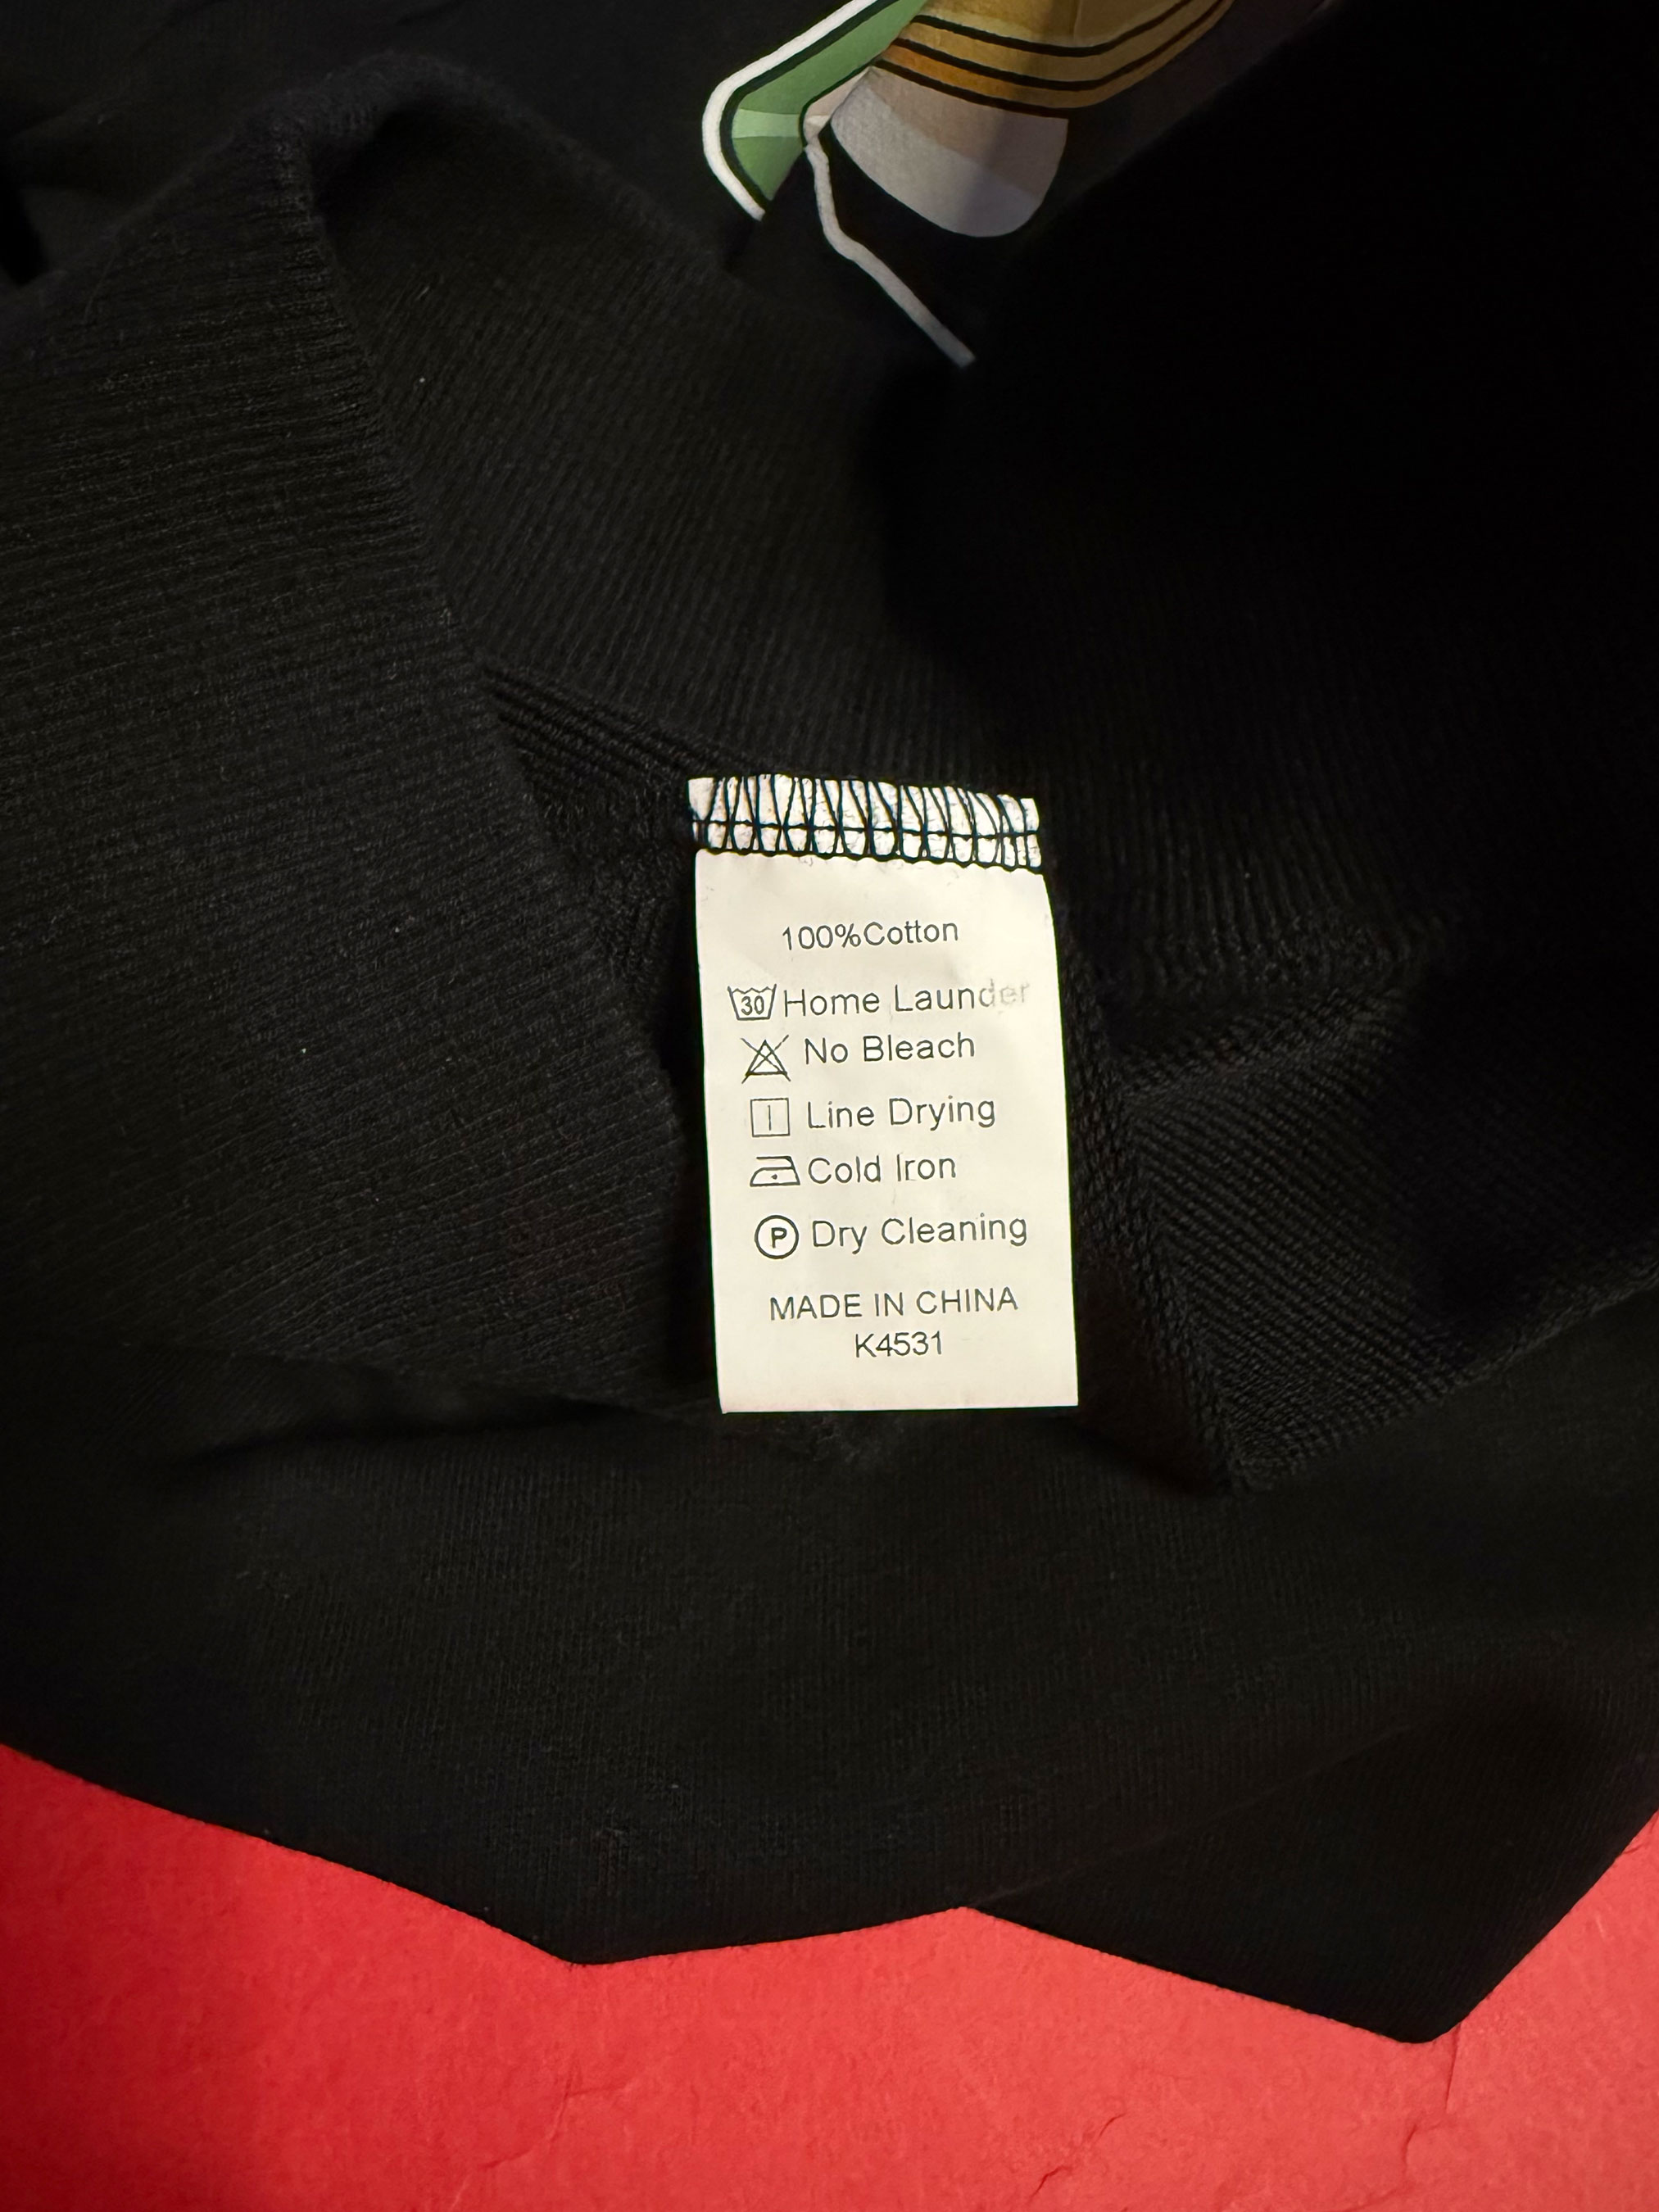 100%Cotton
30 Home Launder
No Bleach
Line Drying
Cold Iron
P Dry Cleaning
MADE IN CHINA
K4531